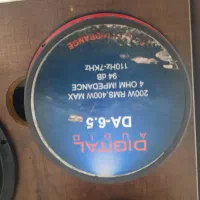 DIGITAL
AUDIO
DA-6.5
200W RMS,400W MAX
4 OHM IMPEDANCE
94 dB
110Hz-7KHz